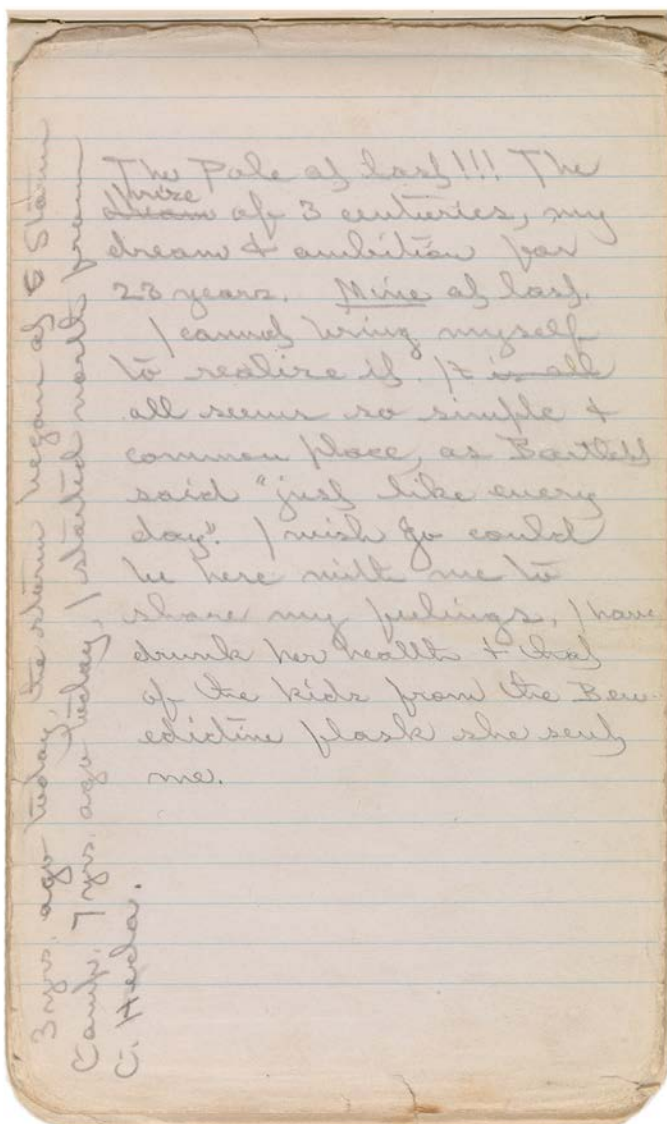 The Pole at last!!! The
prize
dream of 3 centuries, my
dream & ambition for
23 years. Mine at last.
I cannot bring myself
to realize it. It is all
all seems so simple &
common place, as Bartlett
said "just like every
day". I wish Jo could
be here with me to
share my feelings. I have
drunk her health & that
of the kids from the Ben-
edictine flask she sent
me.
3 yrs. ago today, the storm began at 6 Storm
Camp. 7 yrs. ago today, I started north from
C. Hecla.